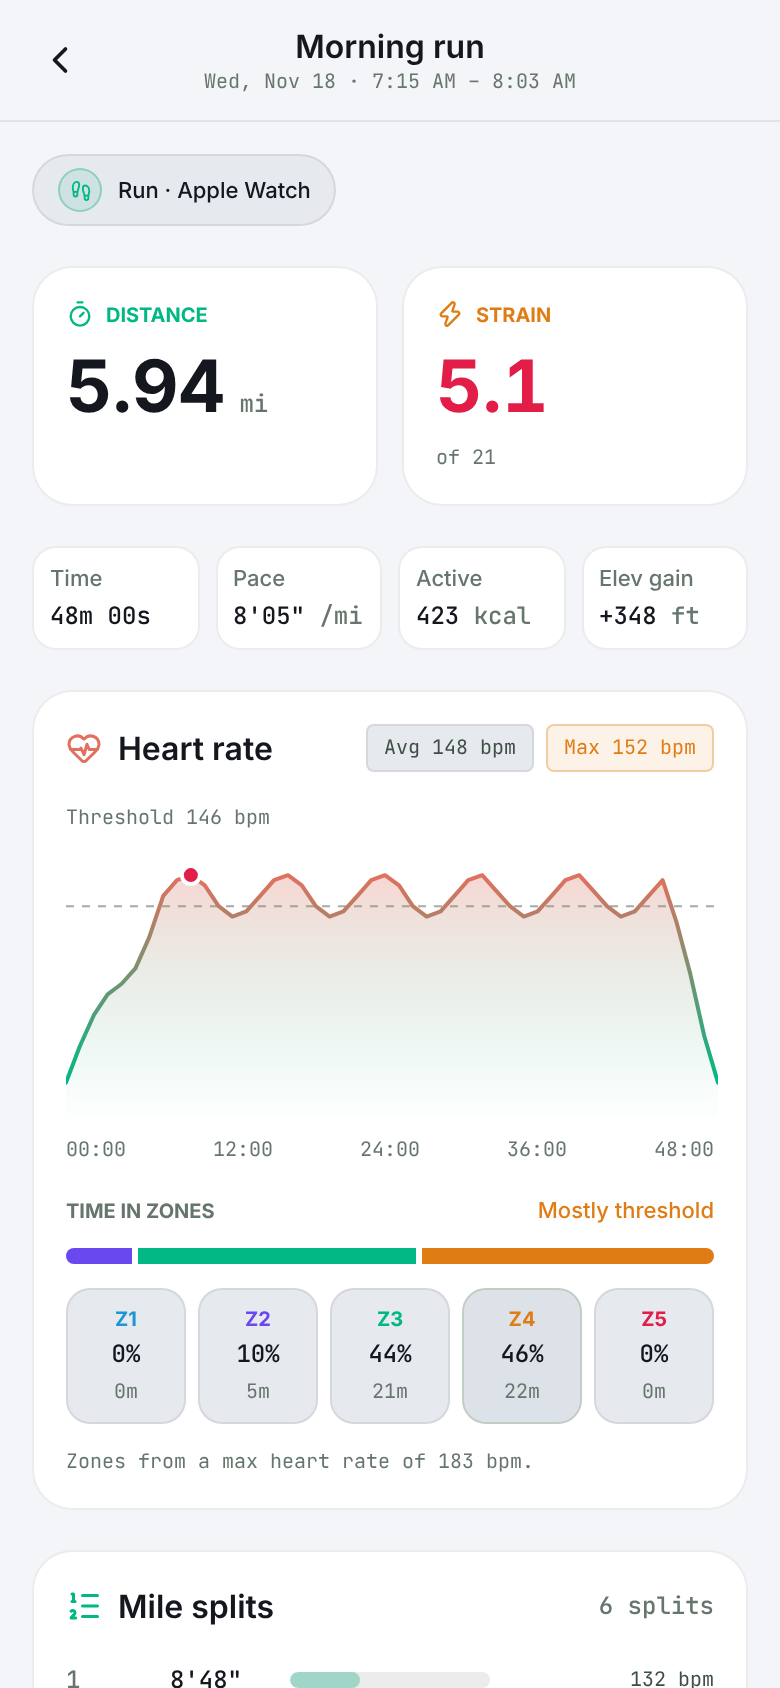 Morning run
Wed, Nov 18 · 7:15 AM – 8:03 AM
Run · Apple Watch
DISTANCE
5.94 mi
STRAIN
5.1
of 21
Time
48m 00s
Pace
8'05" /mi
Active
423 kcal
Elev gain
+348 ft
Heart rate
Avg 148 bpm
Max 152 bpm
Threshold 146 bpm
00:00 12:00 24:00 36:00 48:00
TIME IN ZONES
Mostly threshold
Z1
0%
0m
Z2
10%
5m
Z3
44%
21m
Z4
46%
22m
Z5
0%
0m
Zones from a max heart rate of 183 bpm.
Mile splits
6 splits
1 8'48" 132 bpm